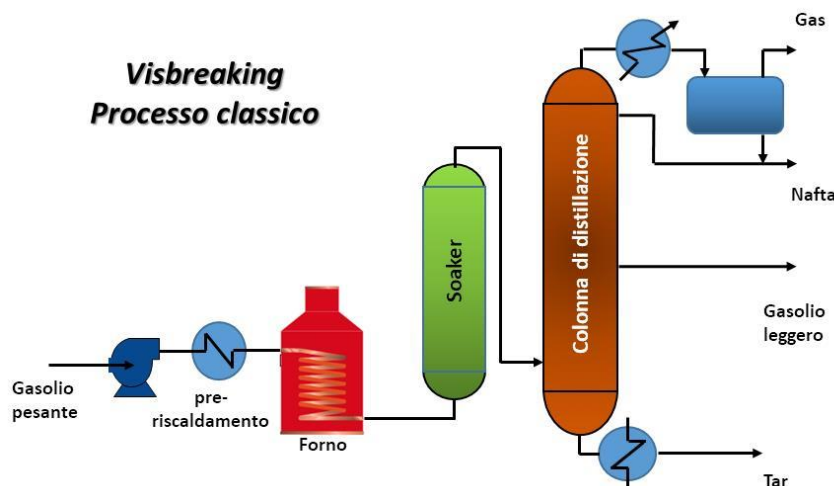 Visbreaking
Processo classico
Gas
Nafta
Colonna di distillazione
Soaker
Gasolio
leggero
Gasolio
pesante
pre-
riscaldamento
Forno
Tar